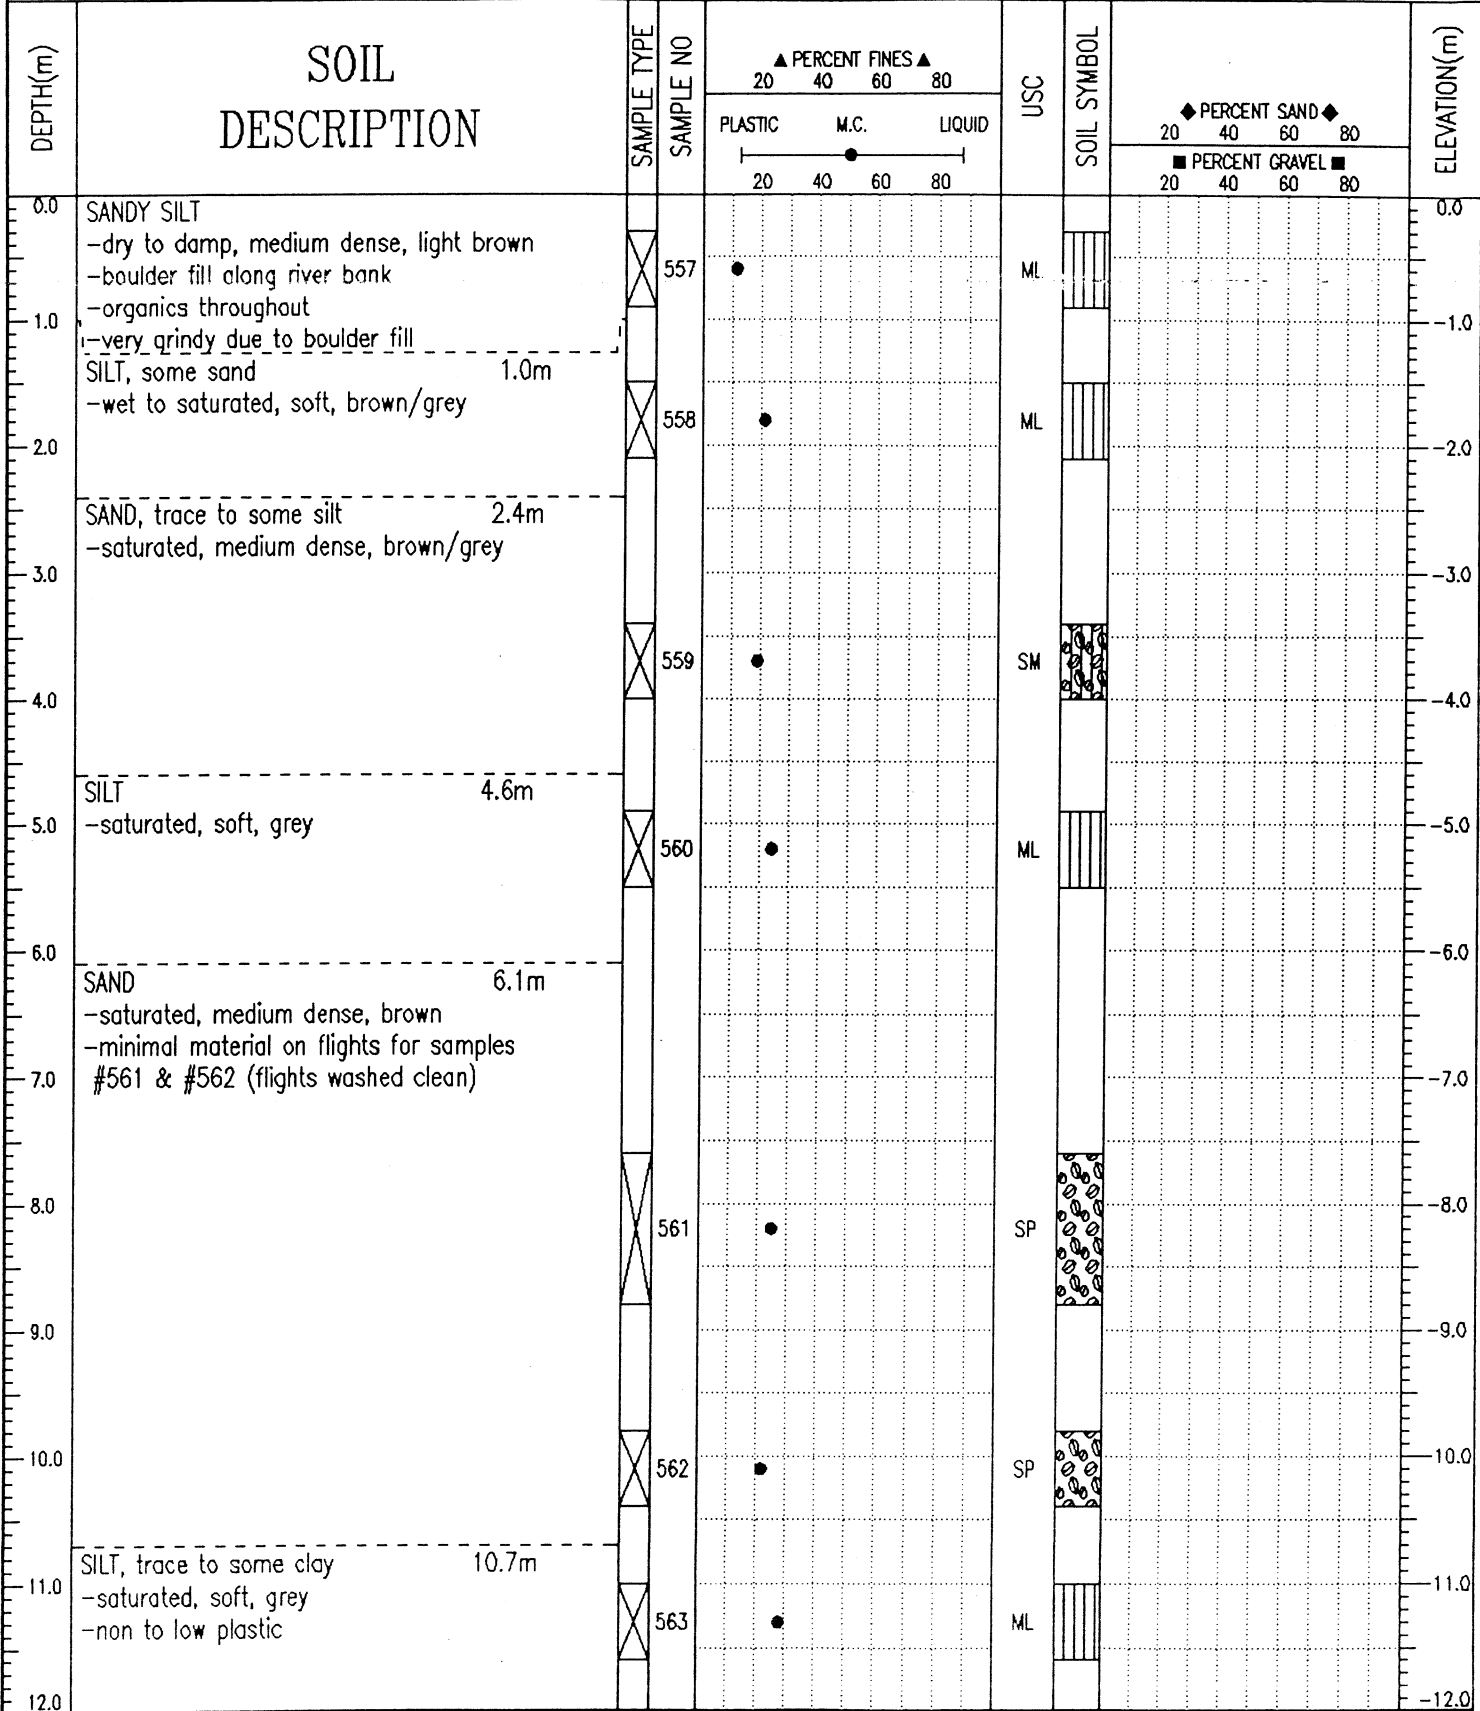 DEPTH(m)
SOIL
DESCRIPTION
SAMPLE TYPE
SAMPLE NO
▲ PERCENT FINES ▲
20 40 60 80
PLASTIC M.C. LIQUID
20 40 60 80
USC
SOIL SYMBOL
◆ PERCENT SAND ◆
20 40 60 80
■ PERCENT GRAVEL ■
20 40 60 80
ELEVATION(m)
0.0
SANDY SILT
-dry to damp, medium dense, light brown
-boulder fill along river bank
-organics throughout
-very grindy due to boulder fill
557
ML
0.0
1.0
-1.0
SILT, some sand 1.0m
-wet to saturated, soft, brown/grey
558
ML
2.0
-2.0
SAND, trace to some silt 2.4m
-saturated, medium dense, brown/grey
3.0
-3.0
559
SM
4.0
-4.0
SILT 4.6m
-saturated, soft, grey
5.0
560
ML
-5.0
6.0
-6.0
SAND 6.1m
-saturated, medium dense, brown
-minimal material on flights for samples
#561 & #562 (flights washed clean)
7.0
-7.0
8.0
561
SP
-8.0
9.0
-9.0
10.0
562
SP
-10.0
SILT, trace to some clay 10.7m
-saturated, soft, grey
-non to low plastic
11.0
563
ML
-11.0
12.0
-12.0